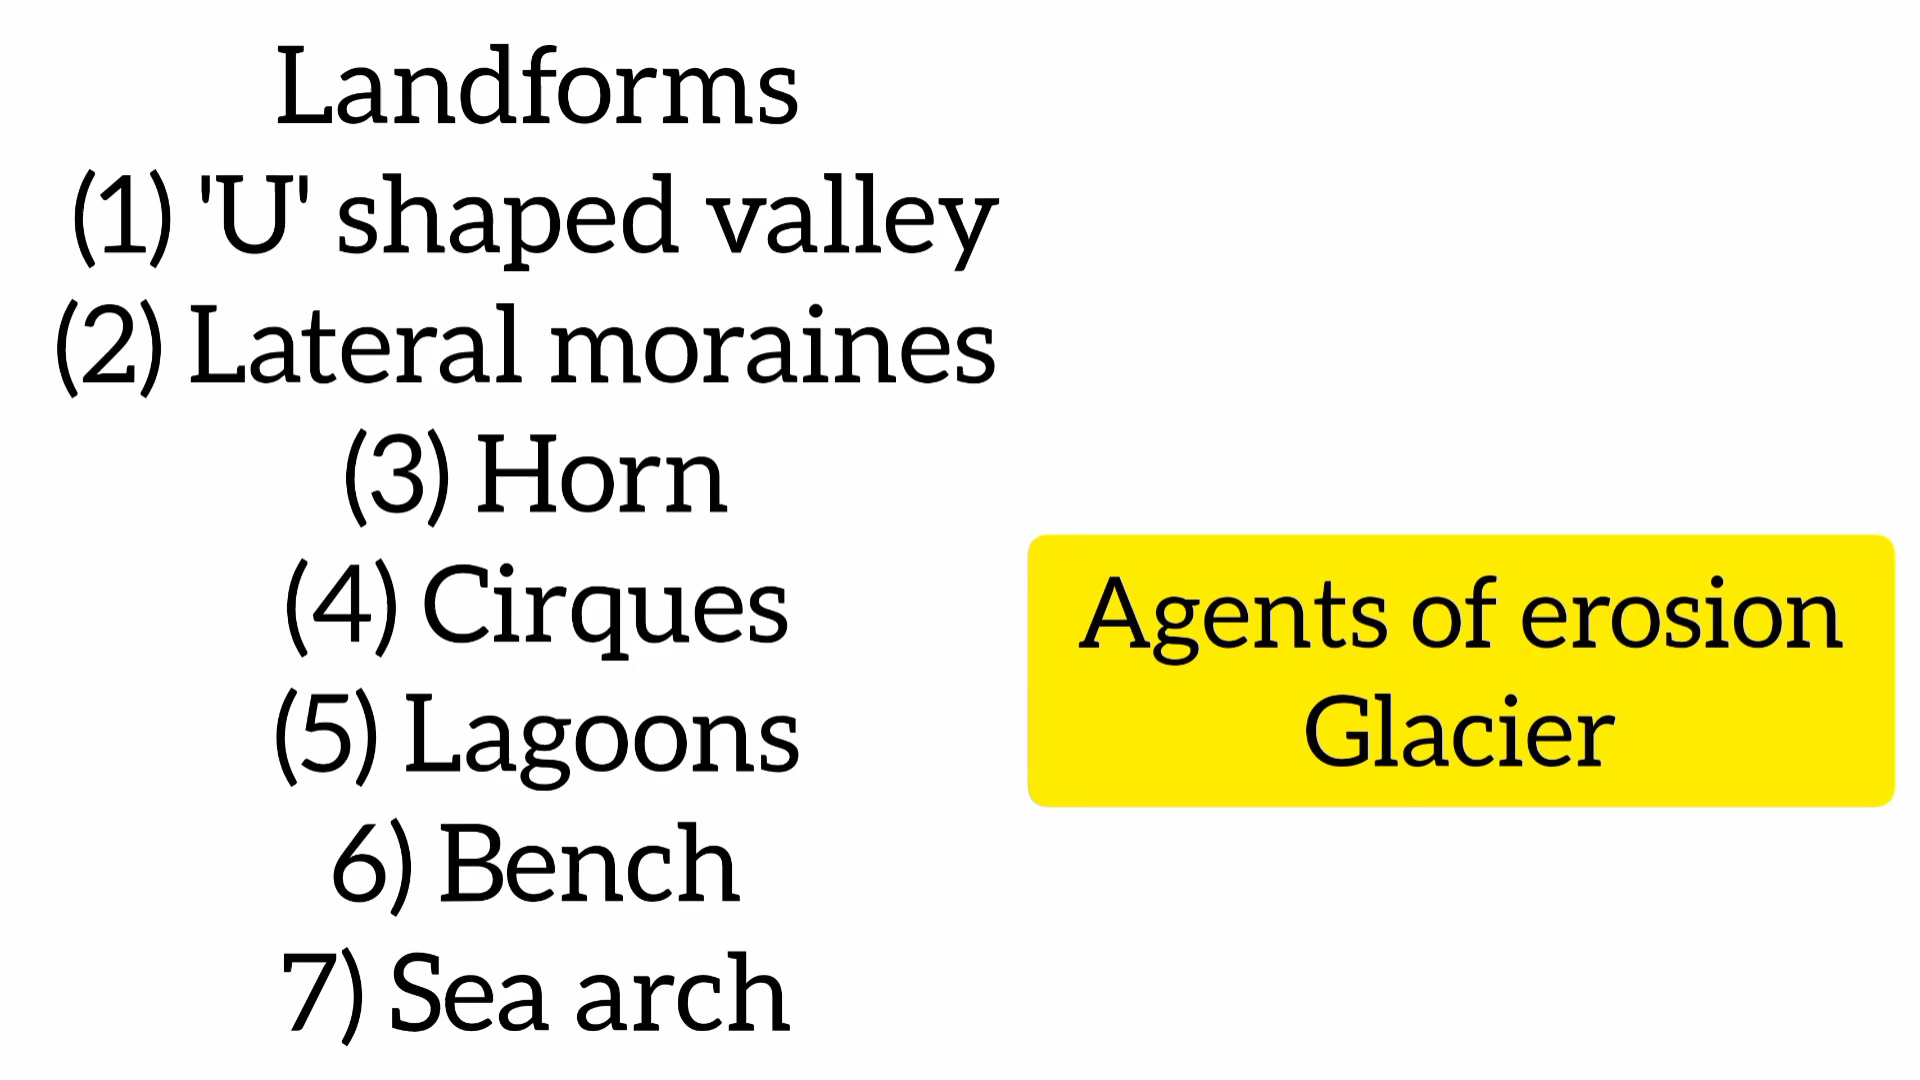 Landforms
(1) 'U' shaped valley
(2) Lateral moraines
(3) Horn
(4) Cirques
(5) Lagoons
6) Bench
7) Sea arch
Agents of erosion
Glacier